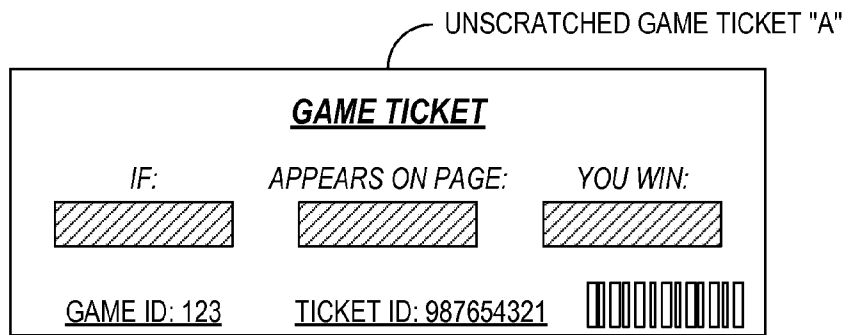 UNSCRATCHED GAME TICKET "A"
GAME TICKET
IF: APPEARS ON PAGE: YOU WIN:
GAME ID: 123 TICKET ID: 987654321